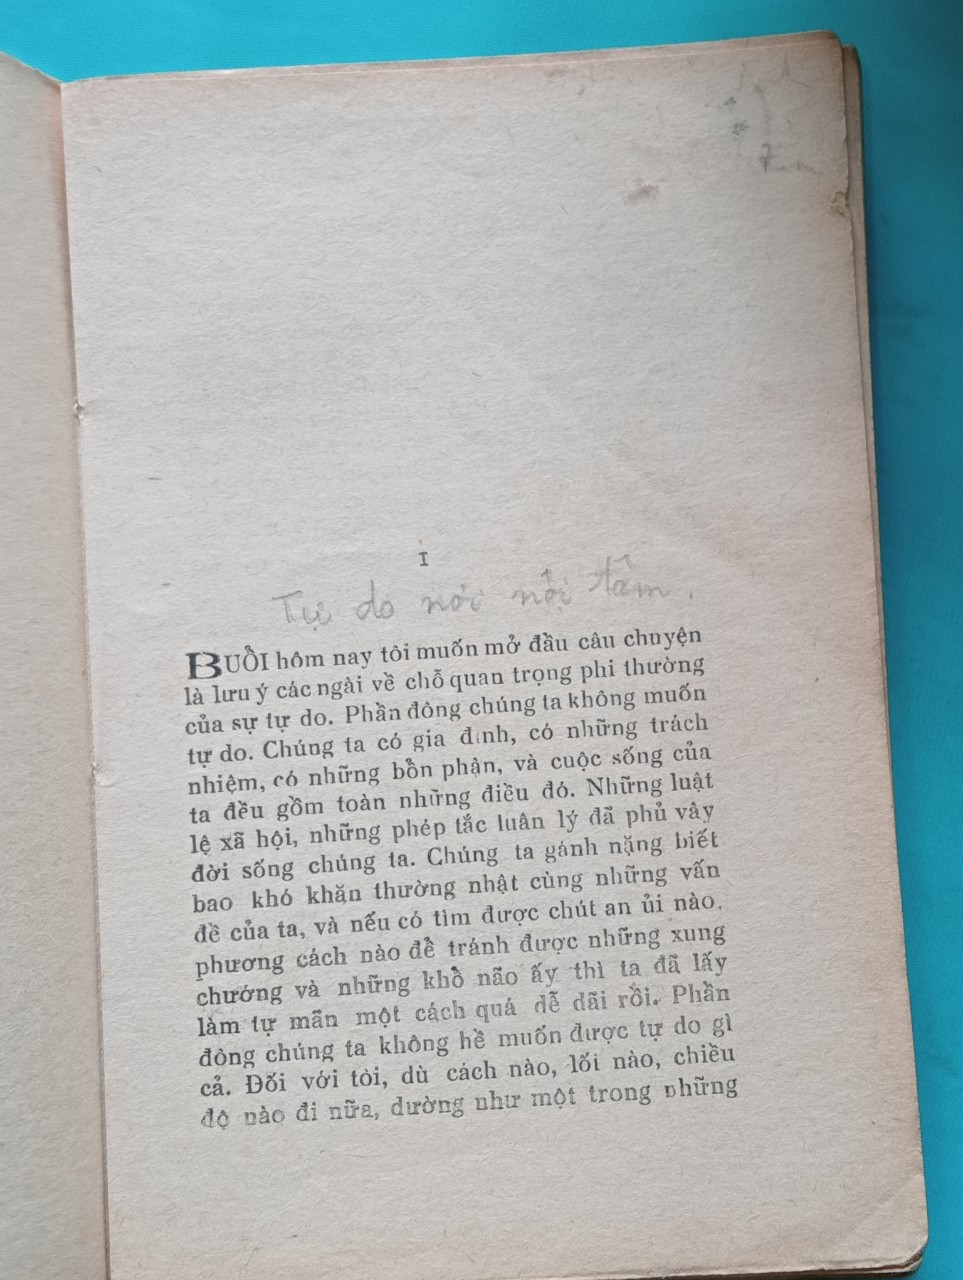 I
Tự do nơi nội tâm.
BUỒI hôm nay tôi muốn mở đầu câu chuyện
là lưu ý các ngài về chỗ quan trọng phi thường
của sự tự do. Phần đông chúng ta không muốn
tự do. Chúng ta có gia đình, có những trách
nhiệm, có những bồn phận, và cuộc sống của
ta đều gồm toàn những điều đó. Những luật
lệ xã hội, những phép tắc luân lý đã phủ vây
đời sống chúng ta. Chúng ta gánh nặng biết
bao khó khăn thường nhật cùng những vấn
đề của ta, và nếu có tìm được chút an ủi nào,
phương cách nào đề tránh được những xung
chướng và những khồ não ấy thì ta đã lấy
làm tự mãn một cách quá dễ dãi rồi. Phần
đông chúng ta không hề muốn được tự do gì
cả. Đối với tôi, dù cách nào, lối nào, chiều
độ nào đi nữa, dường như một trong những